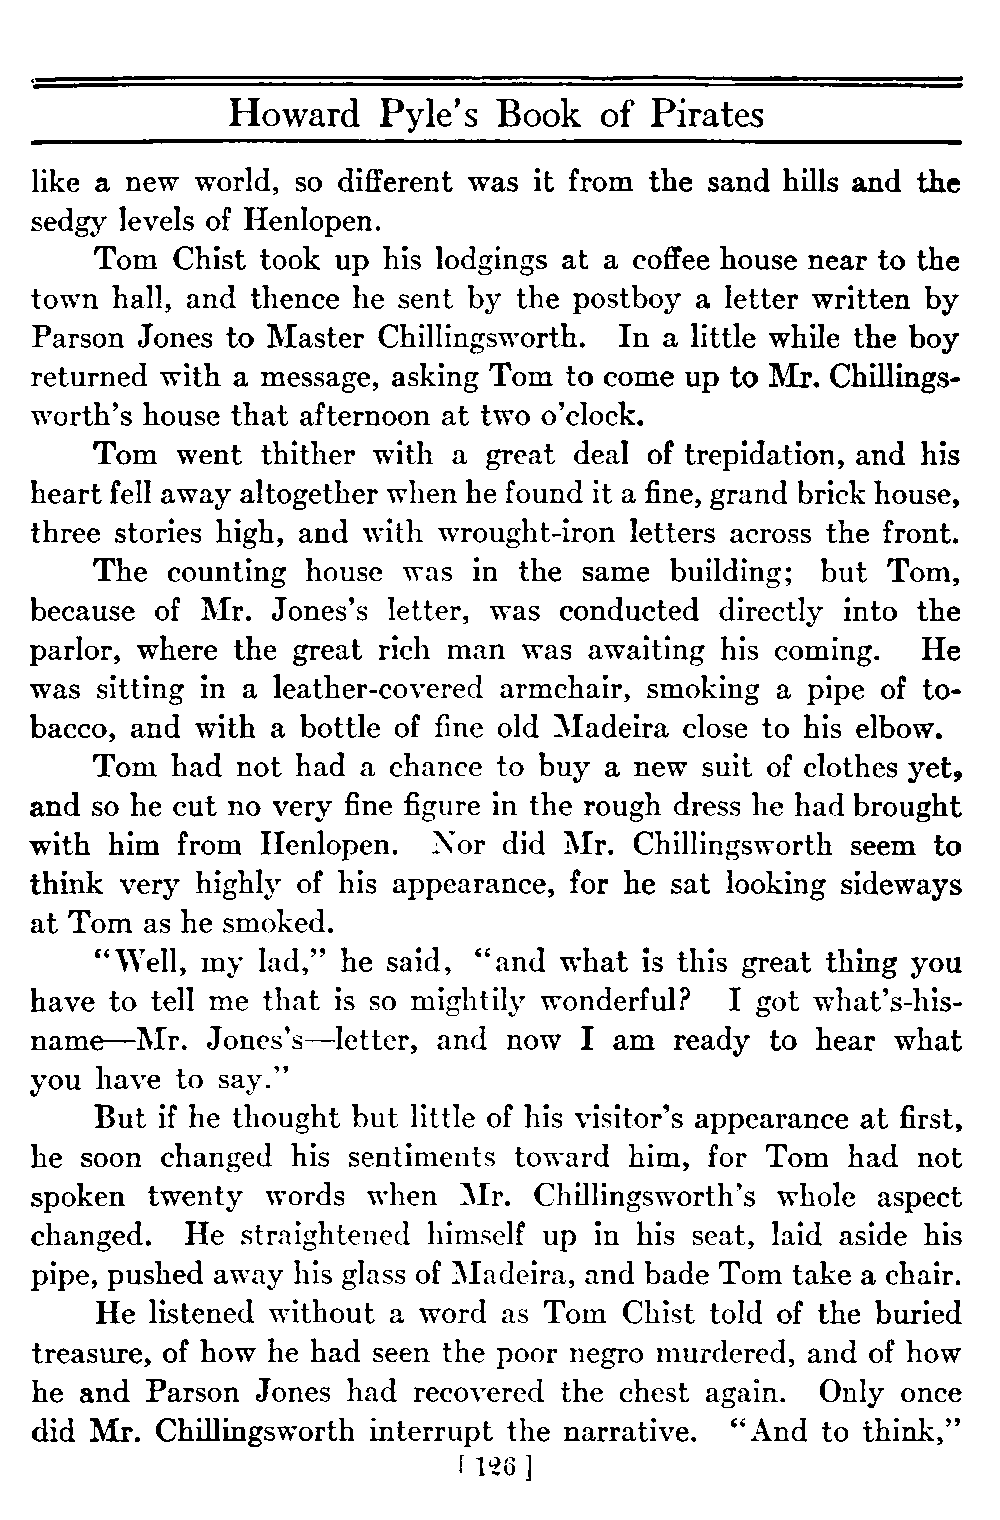 Howard Pyle's Book of Pirates
like a new world, so different was it from the sand hills and the
sedgy levels of Henlopen.
Tom Chist took up his lodgings at a coffee house near to the
town hall, and thence he sent by the postboy a letter written by
Parson Jones to Master Chillingsworth. In a little while the boy
returned with a message, asking Tom to come up to Mr. Chillings-
worth's house that afternoon at two o'clock.
Tom went thither with a great deal of trepidation, and his
heart fell away altogether when he found it a fine, grand brick house,
three stories high, and with wrought-iron letters across the front.
The counting house was in the same building; but Tom,
because of Mr. Jones's letter, was conducted directly into the
parlor, where the great rich man was awaiting his coming. He
was sitting in a leather-covered armchair, smoking a pipe of to-
bacco, and with a bottle of fine old Madeira close to his elbow.
Tom had not had a chance to buy a new suit of clothes yet,
and so he cut no very fine figure in the rough dress he had brought
with him from Henlopen. Nor did Mr. Chillingsworth seem to
think very highly of his appearance, for he sat looking sideways
at Tom as he smoked.
"Well, my lad," he said, "and what is this great thing you
have to tell me that is so mightily wonderful? I got what's-his-
name—Mr. Jones's—letter, and now I am ready to hear what
you have to say."
But if he thought but little of his visitor's appearance at first,
he soon changed his sentiments toward him, for Tom had not
spoken twenty words when Mr. Chillingsworth's whole aspect
changed. He straightened himself up in his seat, laid aside his
pipe, pushed away his glass of Madeira, and bade Tom take a chair.
He listened without a word as Tom Chist told of the buried
treasure, of how he had seen the poor negro murdered, and of how
he and Parson Jones had recovered the chest again. Only once
did Mr. Chillingsworth interrupt the narrative. "And to think,"
[ 126 ]